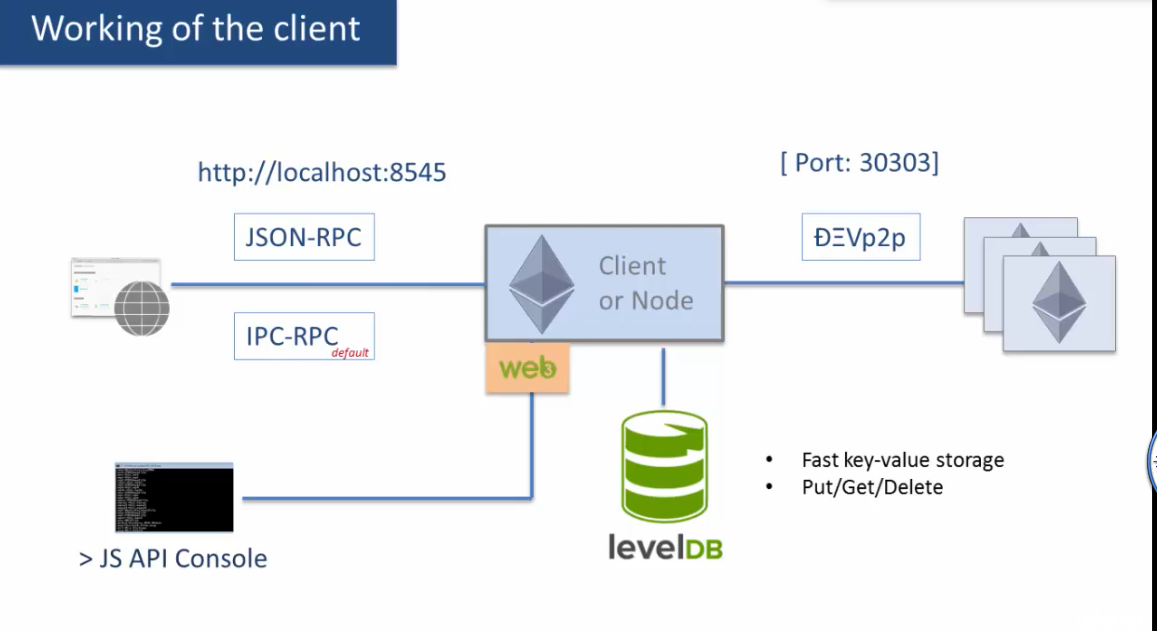 Working of the client
http://localhost:8545
[ Port: 30303]
JSON-RPC
ÐΞVp2p
Client
or Node
IPC-RPC
default
web3
Fast key-value storage
Put/Get/Delete
levelDB
> JS API Console